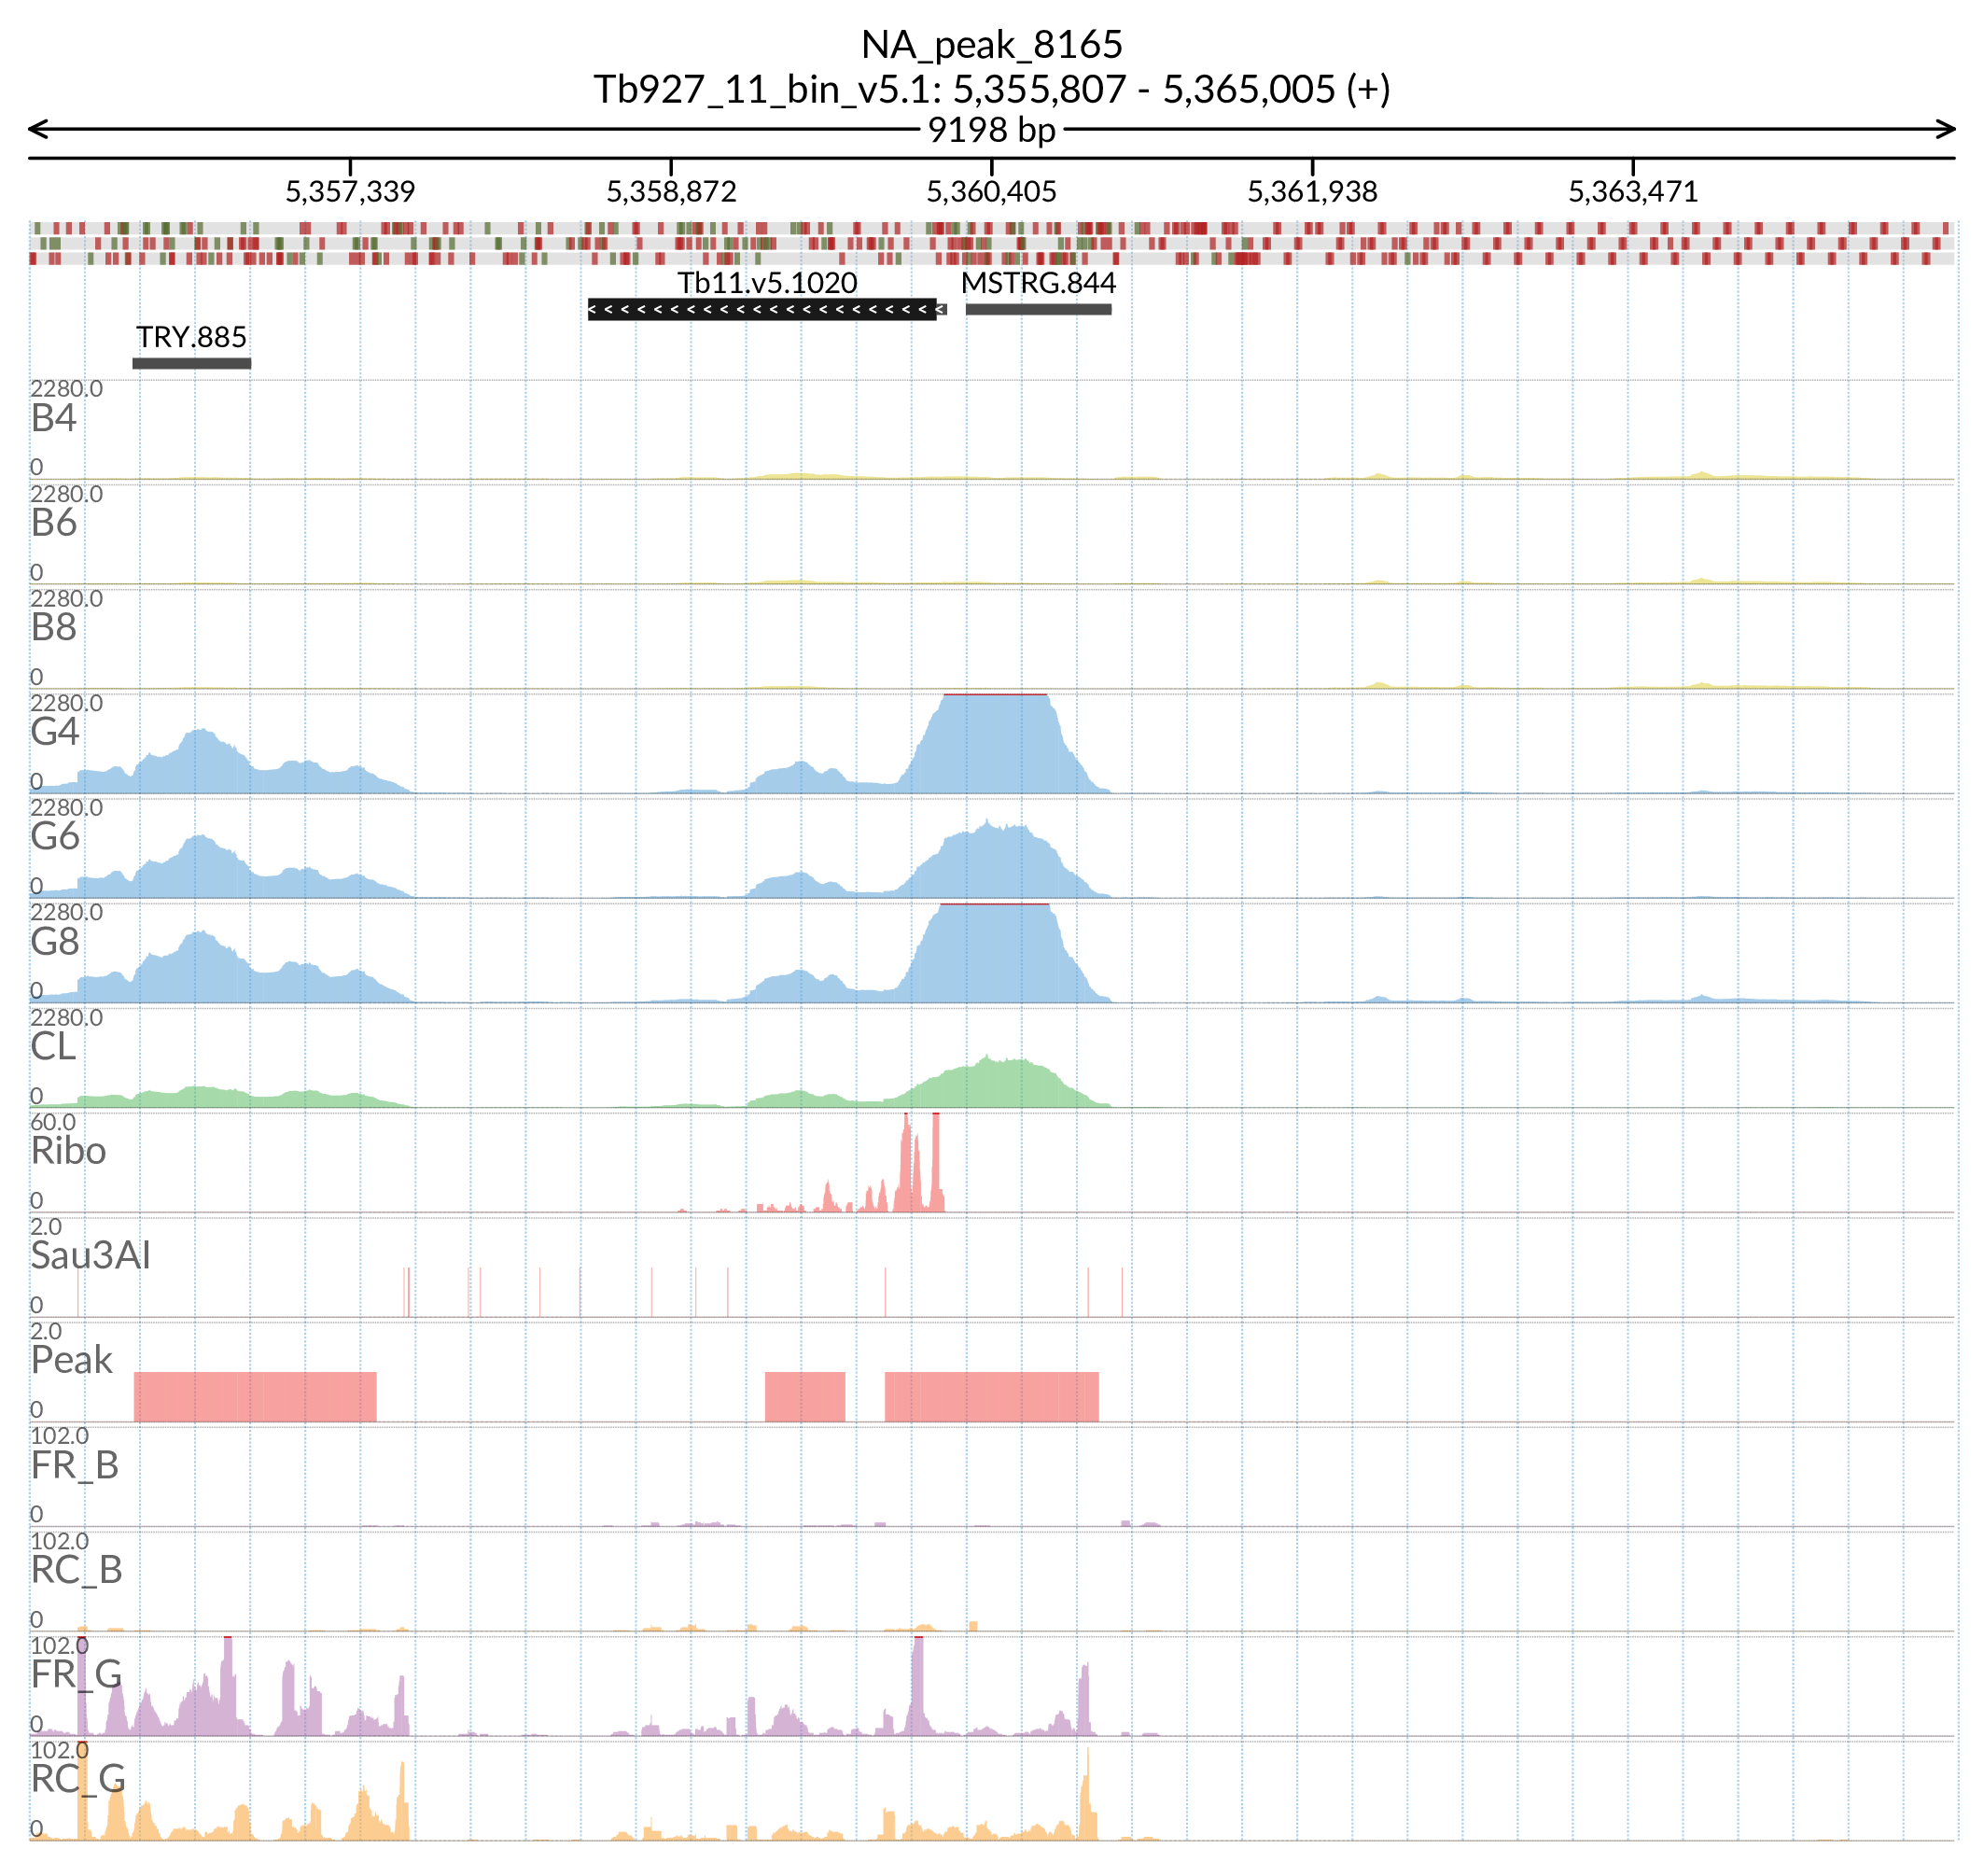 NA_peak_8165
Tb927_11_bin_v5.1: 5,355,807 - 5,365,005 (+)
9198 bp
5,357,339 5,358,872 5,360,405 5,361,938 5,363,471
Tb11.v5.1020 MSTRG.844
TRY.885
2280.0
B4
0
2280.0
B6
0
2280.0
B8
0
2280.0
G4
0
2280.0
G6
0
2280.0
G8
0
2280.0
CL
0
60.0
Ribo
0
2.0
Sau3AI
0
2.0
Peak
0
102.0
FR_B
0
102.0
RC_B
0
102.0
FR_G
0
102.0
RC_G
0